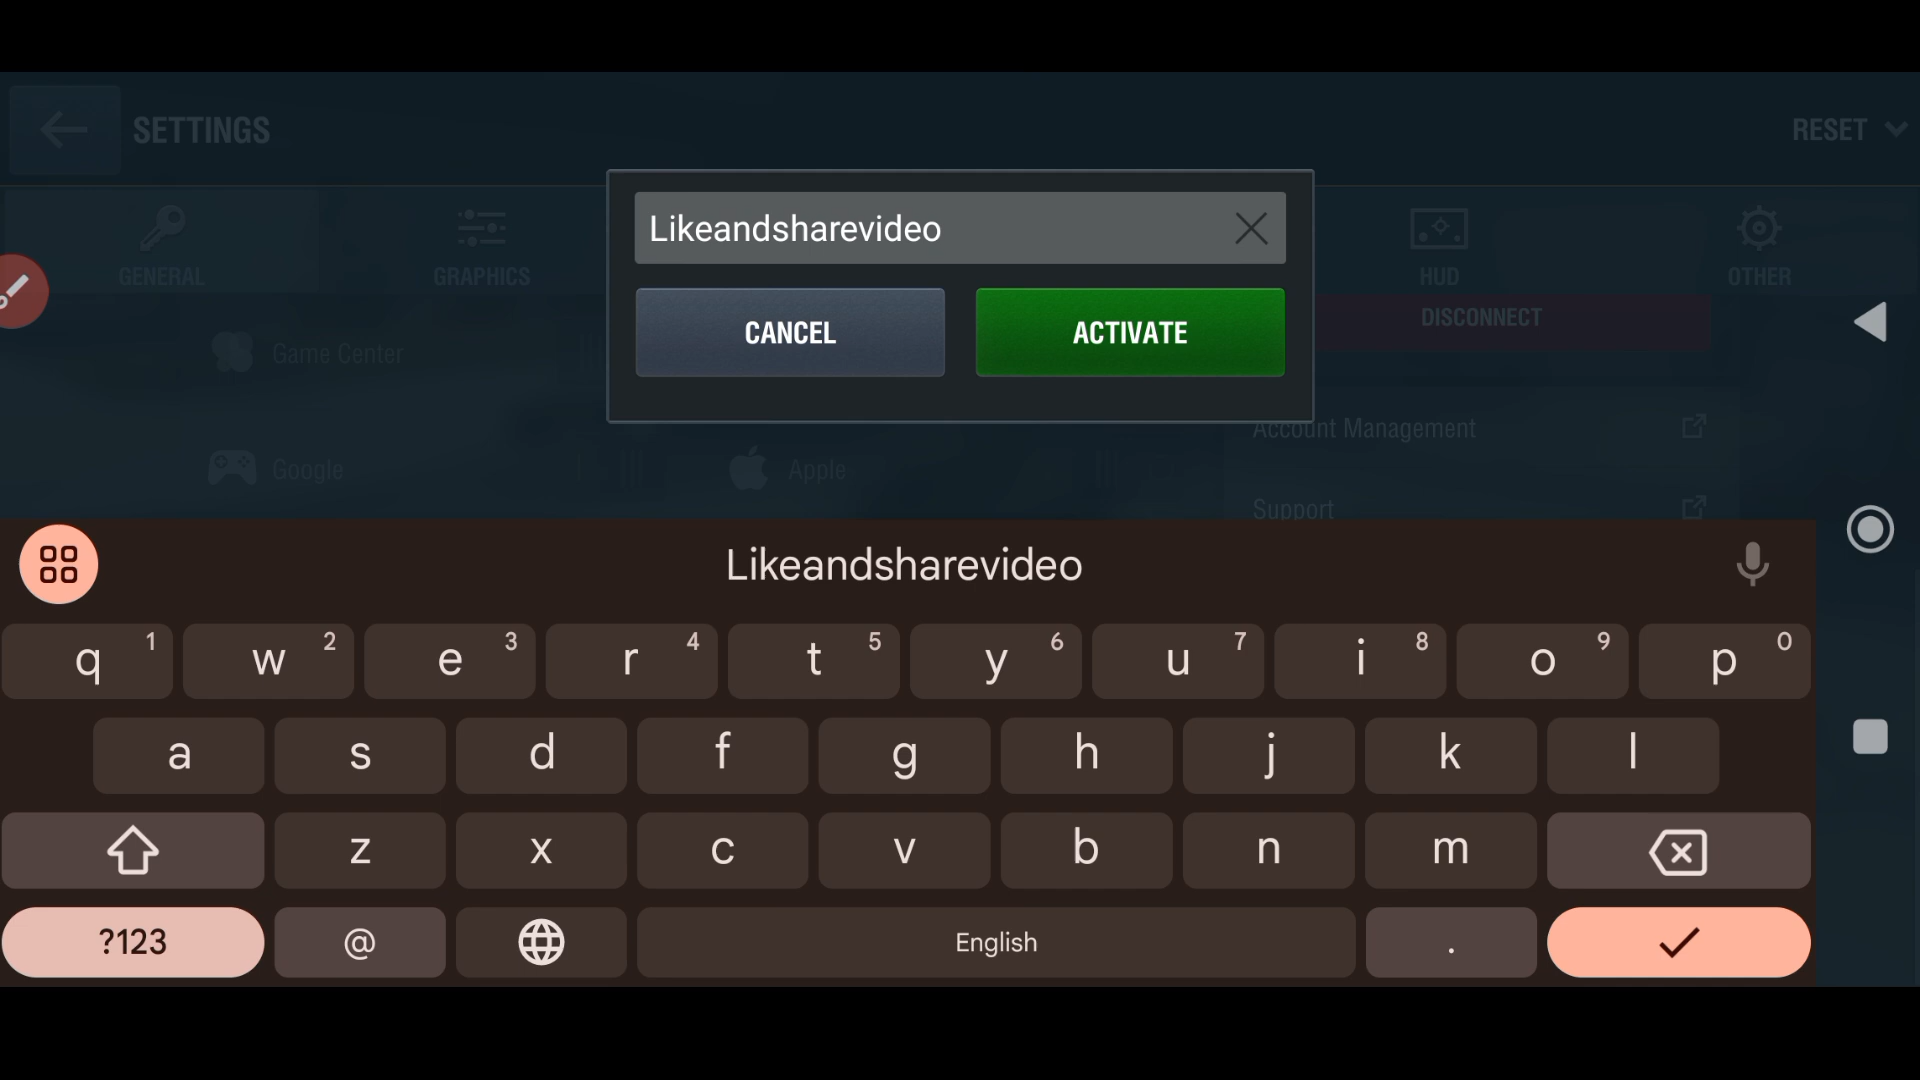 SETTINGS
RESET
Likeandsharevideo
GENERAL
GRAPHICS
HUD
OTHER
CANCEL
ACTIVATE
DISCONNECT
Game Center
Account Management
Google
Apple
Support
Likeandsharevideo
q 1 w 2 e 3 r 4 t 5 y 6 u 7 i 8 o 9 p 0
a s d f g h j k l
z x c v b n m
?123 @ English .